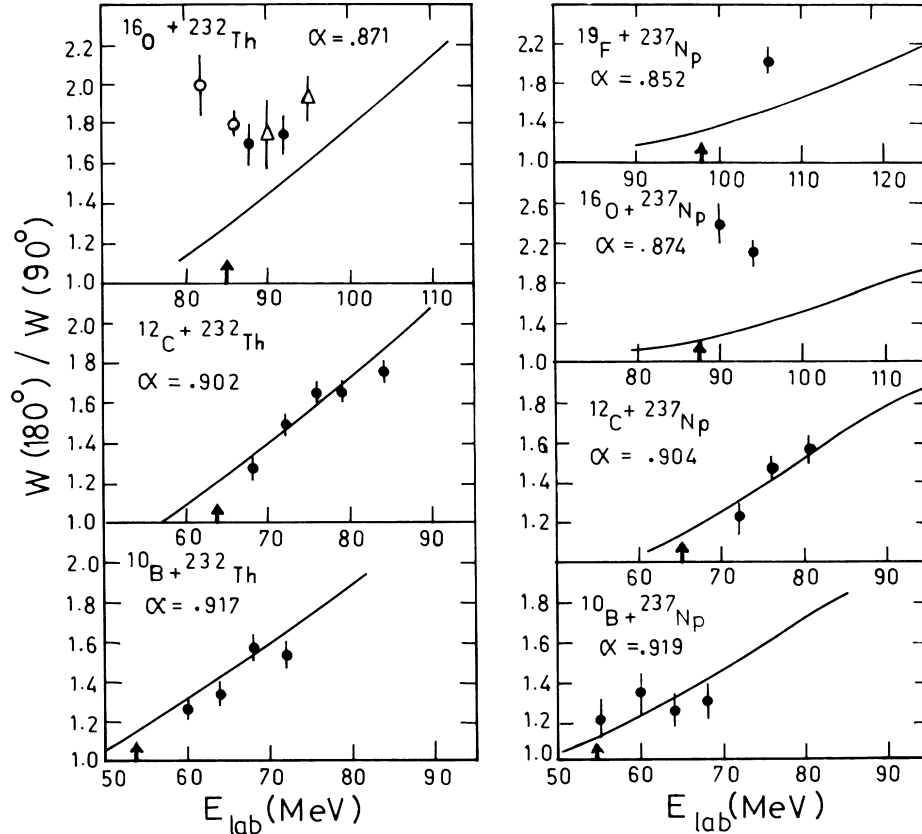 W(180°) / W(90°)
¹⁶O + ²³²Th
α = .871
2.2
2.0
1.8
1.6
1.4
1.2
1.0
80 90 100 110
¹²C + ²³²Th
α = .902
2.0
1.8
1.6
1.4
1.2
1.0
60 70 80 90
¹⁰B + ²³²Th
α = .917
2.0
1.8
1.6
1.4
1.2
1.0
50 60 70 80 90
E lab (MeV)
¹⁹F + ²³⁷Np
α = .852
2.2
1.8
1.4
1.0
90 100 110 120
¹⁶O + ²³⁷Np
α = .874
2.6
2.2
1.8
1.4
1.0
80 90 100 110
¹²C + ²³⁷Np
α = .904
1.8
1.6
1.4
1.2
60 70 80 90
¹⁰B + ²³⁷Np
α = .919
1.8
1.6
1.4
1.2
1.0
50 60 70 80 90
E lab (MeV)